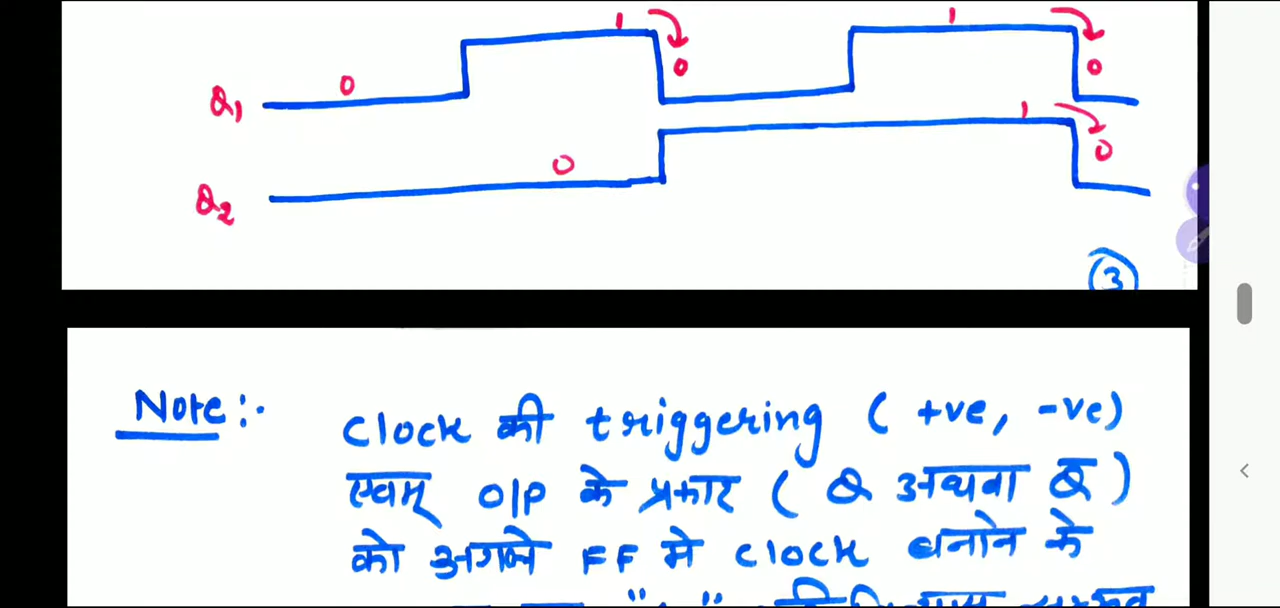 1 1
0 0 0
Q1
1
0 0
Q2
3
Note:-
Clock की triggering ( +ve, -ve)
एवम् O/P के प्रकार ( Q अथवा Q̅ )
को अगले FF मे clock बनाने के